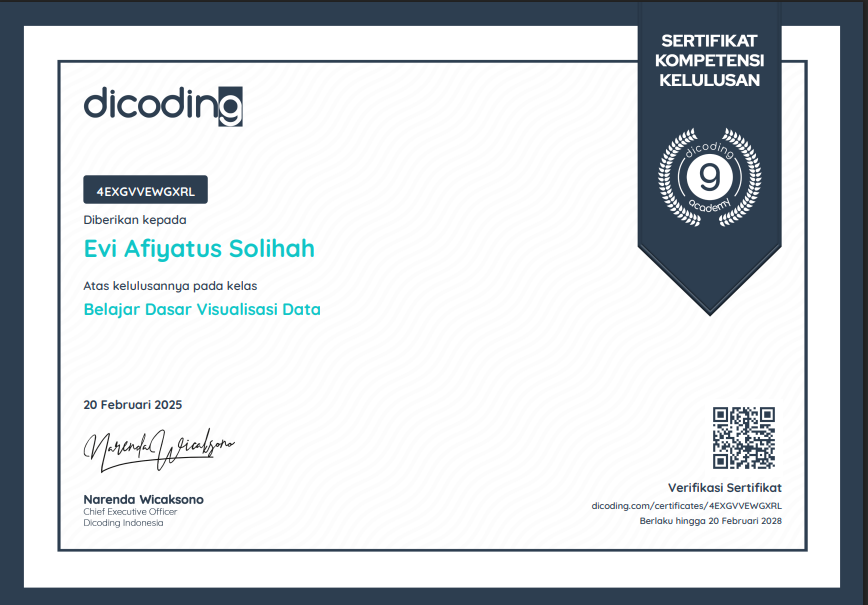 SERTIFIKAT
KOMPETENSI
KELULUSAN
dicoding
dicoding
g
academy
4EXGVVEWGXRL
Diberikan kepada
Evi Afiyatus Solihah
Atas kelulusannya pada kelas
Belajar Dasar Visualisasi Data
20 Februari 2025
Narenda Wicaksono
Narenda Wicaksono
Chief Executive Officer
Dicoding Indonesia
Verifikasi Sertifikat
dicoding.com/certificates/4EXGVVEWGXRL
Berlaku hingga 20 Februari 2028